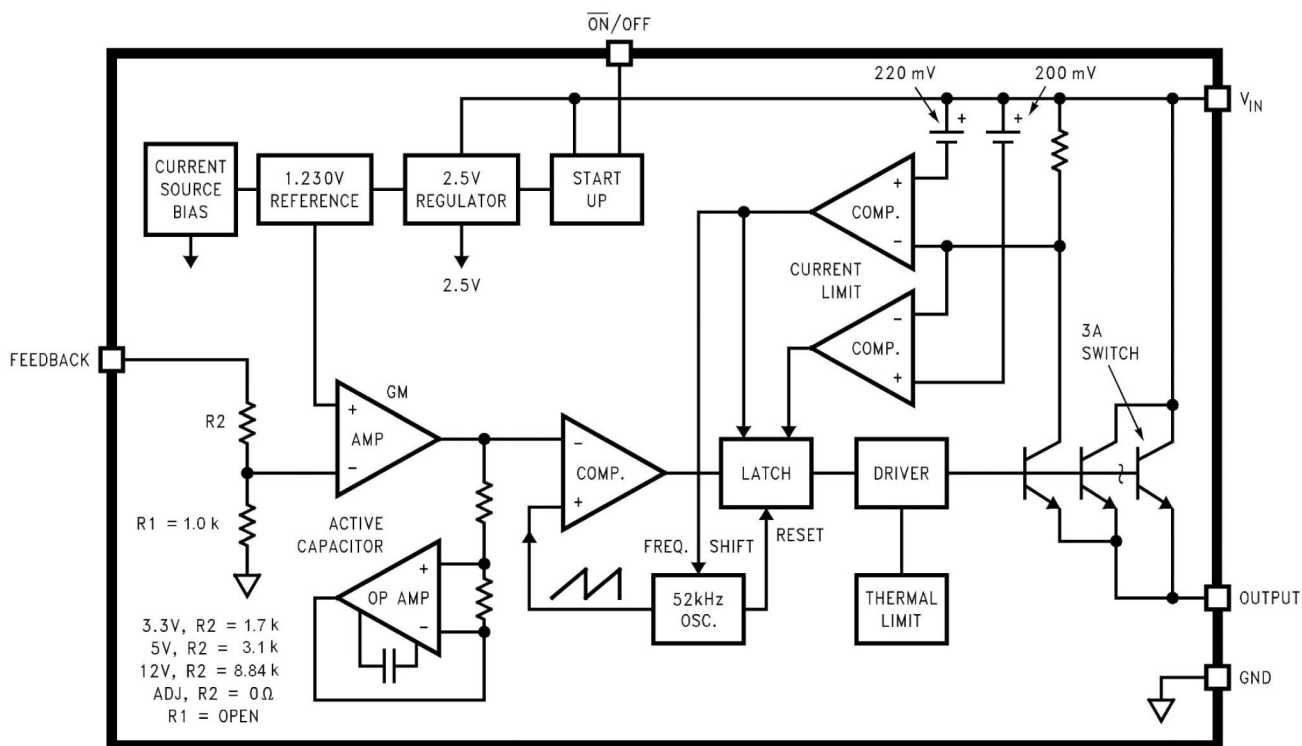 ON/OFF
220 mV
200 mV
+
+
V_IN
CURRENT
SOURCE
BIAS
1.230V
REFERENCE
2.5V
REGULATOR
START
UP
2.5V
+
COMP.
−
CURRENT
LIMIT
−
COMP.
+
3A
SWITCH
FEEDBACK
R2
R1 = 1.0 k
GM
+
AMP
−
−
COMP.
+
LATCH
DRIVER
ACTIVE
CAPACITOR
+
OP AMP
−
FREQ. SHIFT
RESET
52kHz
OSC.
THERMAL
LIMIT
OUTPUT
GND
3.3V, R2 = 1.7 k
5V, R2 = 3.1 k
12V, R2 = 8.84 k
ADJ, R2 = 0Ω
R1 = OPEN